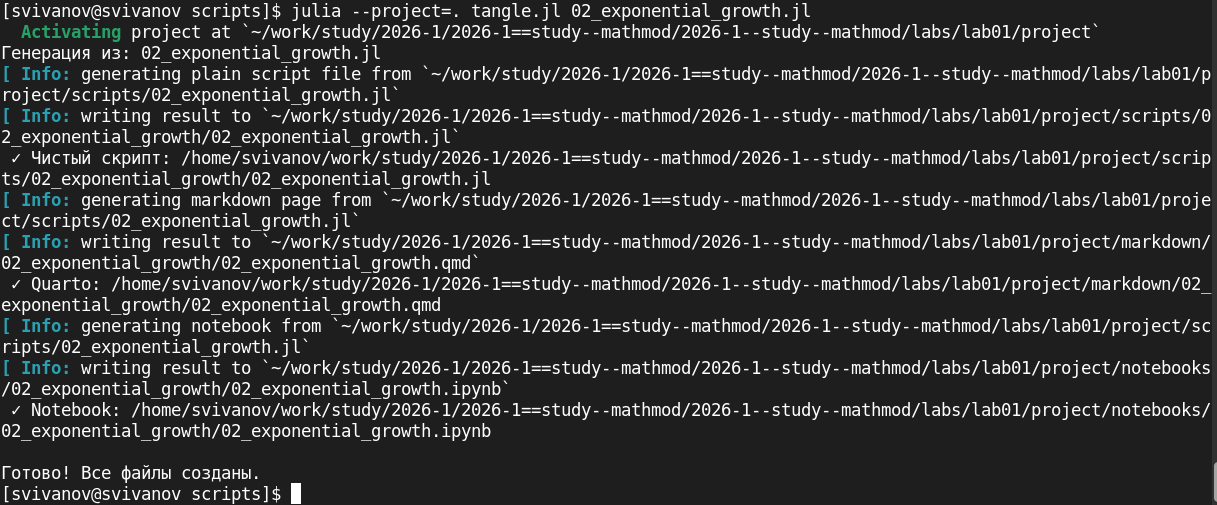 [svivanov@svivanov scripts]$ julia --project=. tangle.jl 02_exponential_growth.jl
  Activating project at `~/work/study/2026-1/2026-1==study--mathmod/2026-1--study--mathmod/labs/lab01/project`
Генерация из: 02_exponential_growth.jl
[ Info: generating plain script file from `~/work/study/2026-1/2026-1==study--mathmod/2026-1--study--mathmod/labs/lab01/p
roject/scripts/02_exponential_growth.jl`
[ Info: writing result to `~/work/study/2026-1/2026-1==study--mathmod/2026-1--study--mathmod/labs/lab01/project/scripts/0
2_exponential_growth/02_exponential_growth.jl`
 ✓ Чистый скрипт: /home/svivanov/work/study/2026-1/2026-1==study--mathmod/2026-1--study--mathmod/labs/lab01/project/scrip
ts/02_exponential_growth/02_exponential_growth.jl
[ Info: generating markdown page from `~/work/study/2026-1/2026-1==study--mathmod/2026-1--study--mathmod/labs/lab01/proje
ct/scripts/02_exponential_growth.jl`
[ Info: writing result to `~/work/study/2026-1/2026-1==study--mathmod/2026-1--study--mathmod/labs/lab01/project/markdown/
02_exponential_growth/02_exponential_growth.qmd`
 ✓ Quarto: /home/svivanov/work/study/2026-1/2026-1==study--mathmod/2026-1--study--mathmod/labs/lab01/project/markdown/02_
exponential_growth/02_exponential_growth.qmd
[ Info: generating notebook from `~/work/study/2026-1/2026-1==study--mathmod/2026-1--study--mathmod/labs/lab01/project/sc
ripts/02_exponential_growth.jl`
[ Info: writing result to `~/work/study/2026-1/2026-1==study--mathmod/2026-1--study--mathmod/labs/lab01/project/notebooks
/02_exponential_growth/02_exponential_growth.ipynb`
 ✓ Notebook: /home/svivanov/work/study/2026-1/2026-1==study--mathmod/2026-1--study--mathmod/labs/lab01/project/notebooks/
02_exponential_growth/02_exponential_growth.ipynb

Готово! Все файлы созданы.
[svivanov@svivanov scripts]$